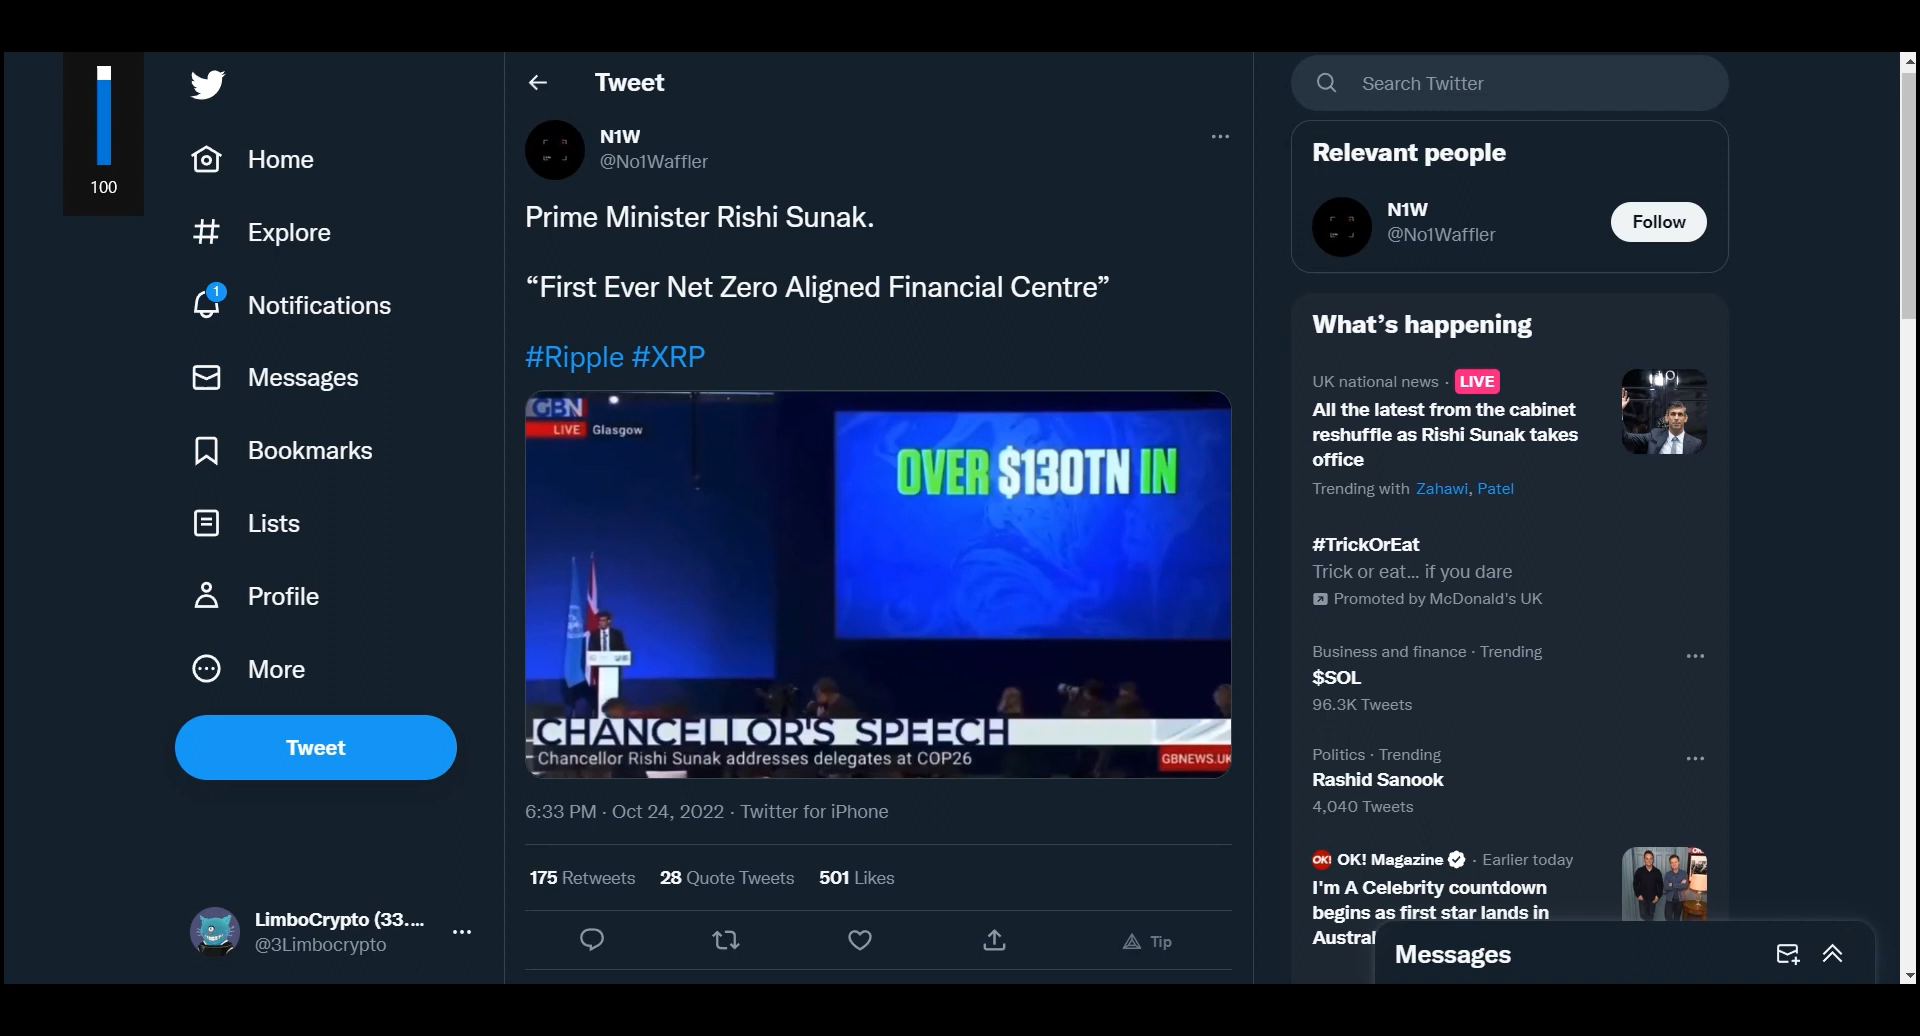 100
Home
Explore
1
Notifications
Messages
Bookmarks
Lists
Profile
More
Tweet
LimboCrypto (33....
@3Limbocrypto
Tweet
N1W
@No1Waffler
Prime Minister Rishi Sunak.
“First Ever Net Zero Aligned Financial Centre”
#Ripple #XRP
GBN
LIVE Glasgow
OVER $130TN IN
CHANCELLOR'S SPEECH
Chancellor Rishi Sunak addresses delegates at COP26
GBNEWS.UK
6:33 PM · Oct 24, 2022 · Twitter for iPhone
175 Retweets 28 Quote Tweets 501 Likes
Tip
Search Twitter
Relevant people
N1W
@No1Waffler
Follow
What’s happening
UK national news · LIVE
All the latest from the cabinet
reshuffle as Rishi Sunak takes
office
Trending with Zahawi, Patel
#TrickOrEat
Trick or eat... if you dare
Promoted by McDonald's UK
Business and finance · Trending
$SOL
96.3K Tweets
Politics · Trending
Rashid Sanook
4,040 Tweets
OK! OK! Magazine · Earlier today
I'm A Celebrity countdown
begins as first star lands in
Austral
Messages